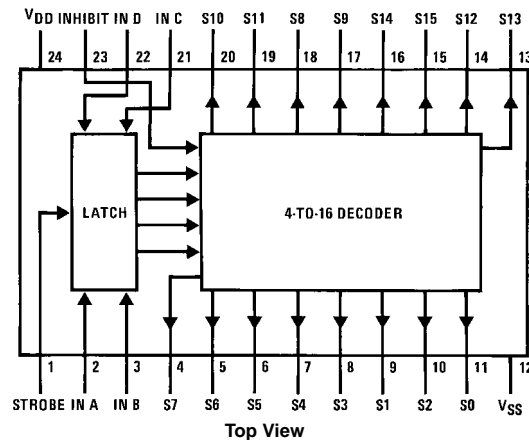 VDD INHIBIT IN D IN C S10 S11 S8 S9 S14 S15 S12 S13
24 23 22 21 20 19 18 17 16 15 14 13
LATCH
4-TO-16 DECODER
1 2 3 4 5 6 7 8 9 10 11 12
STROBE IN A IN B S7 S6 S5 S4 S3 S1 S2 S0 VSS
Top View